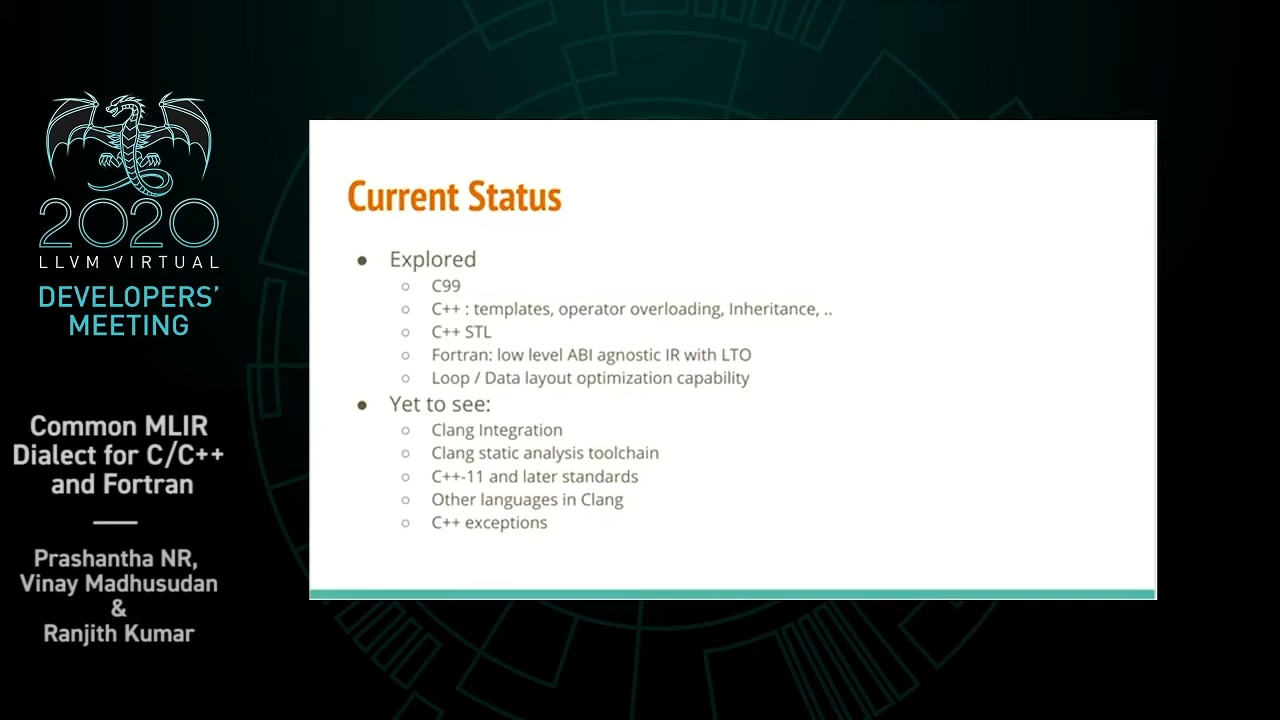 2020
LLVM VIRTUAL
DEVELOPERS'
MEETING
Common MLIR
Dialect for C/C++
and Fortran
Prashantha NR,
Vinay Madhusudan
&
Ranjith Kumar
Current Status
● Explored
○ C99
○ C++ : templates, operator overloading, Inheritance, ..
○ C++ STL
○ Fortran: low level ABI agnostic IR with LTO
○ Loop / Data layout optimization capability
● Yet to see:
○ Clang Integration
○ Clang static analysis toolchain
○ C++-11 and later standards
○ Other languages in Clang
○ C++ exceptions